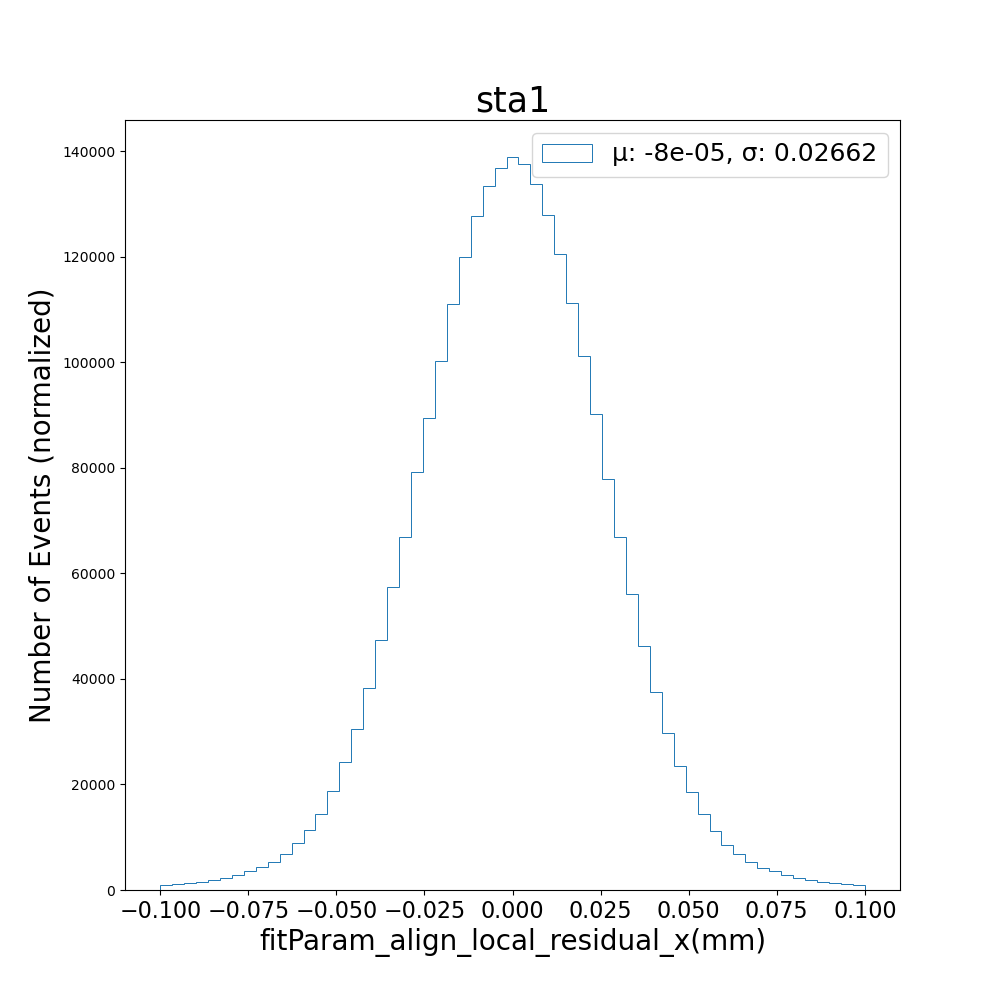 sta1
μ: -8e-05, σ: 0.02662
Number of Events (normalized)
140000
120000
100000
80000
60000
40000
20000
0
−0.100 −0.075 −0.050 −0.025 0.000 0.025 0.050 0.075 0.100
fitParam_align_local_residual_x(mm)